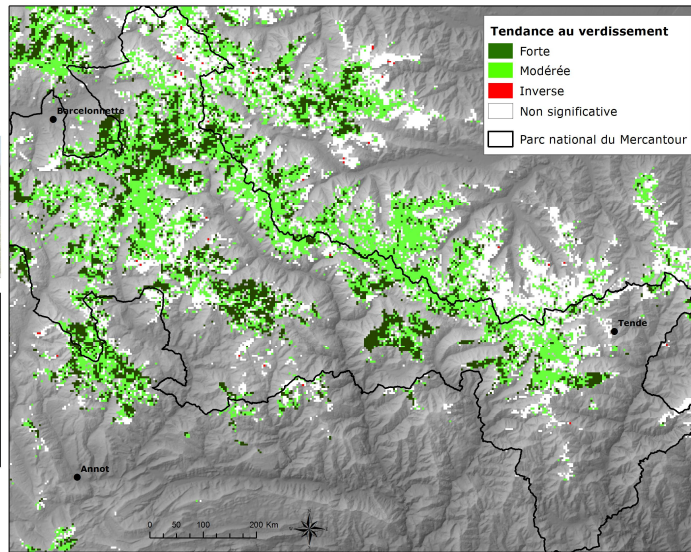 Tendance au verdissement
Forte
Modérée
Inverse
Non significative
Parc national du Mercantour
Barcelonnette
Tende
Annot
0 50 100 200 Km